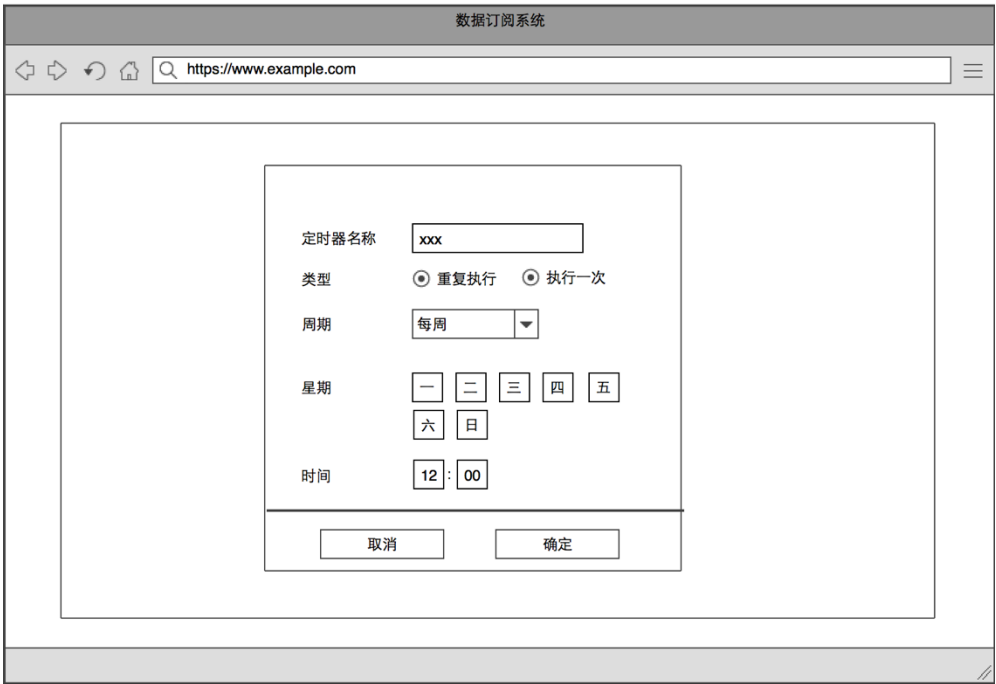 数据订阅系统
https://www.example.com
定时器名称 xxx
类型 重复执行 执行一次
周期 每周
星期 一 二 三 四 五
六 日
时间 12 : 00
取消 确定